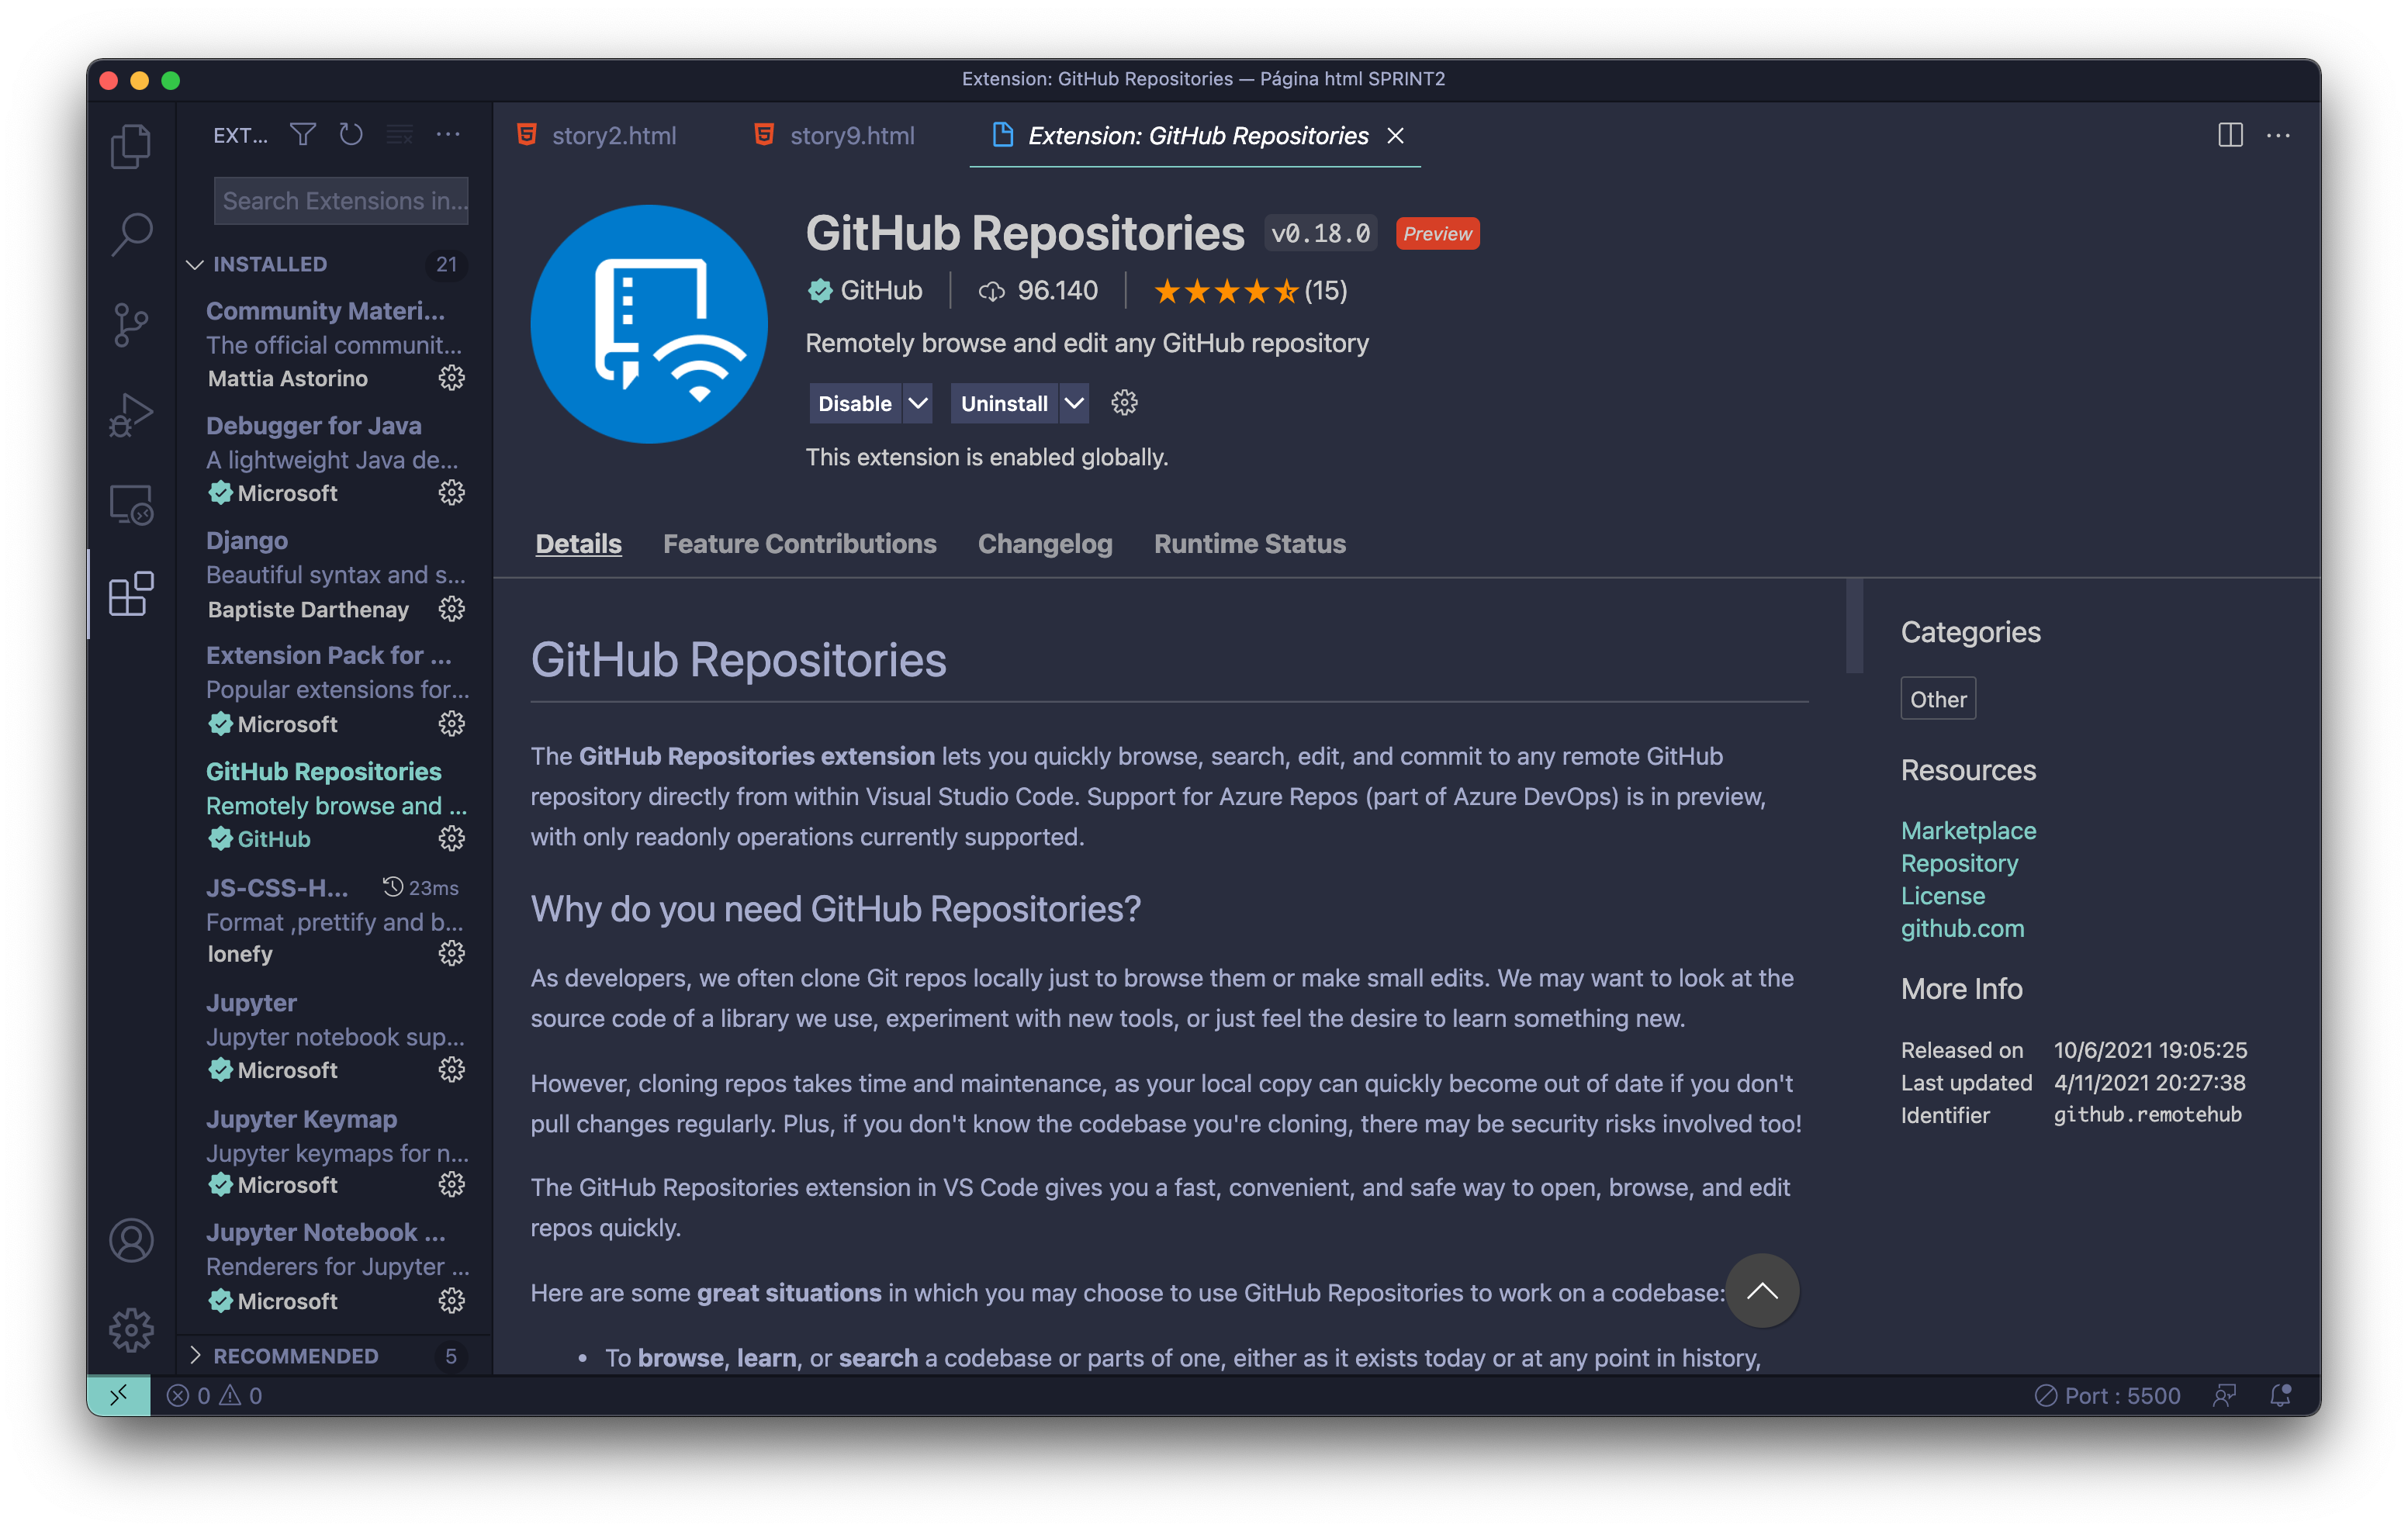 Extension: GitHub Repositories — Página html SPRINT2
EXT...
Search Extensions in...
INSTALLED 21
Community Materi...
The official communit...
Mattia Astorino
Debugger for Java
A lightweight Java de...
Microsoft
Django
Beautiful syntax and s...
Baptiste Darthenay
Extension Pack for ...
Popular extensions for...
Microsoft
GitHub Repositories
Remotely browse and ...
GitHub
JS-CSS-H... 23ms
Format ,prettify and b...
lonefy
Jupyter
Jupyter notebook sup...
Microsoft
Jupyter Keymap
Jupyter keymaps for n...
Microsoft
Jupyter Notebook ...
Renderers for Jupyter ...
Microsoft
RECOMMENDED 5
story2.html story9.html Extension: GitHub Repositories
GitHub Repositories v0.18.0 Preview
GitHub 96.140 (15)
Remotely browse and edit any GitHub repository
Disable Uninstall
This extension is enabled globally.
Details Feature Contributions Changelog Runtime Status
GitHub Repositories
The GitHub Repositories extension lets you quickly browse, search, edit, and commit to any remote GitHub
repository directly from within Visual Studio Code. Support for Azure Repos (part of Azure DevOps) is in preview,
with only readonly operations currently supported.
Why do you need GitHub Repositories?
As developers, we often clone Git repos locally just to browse them or make small edits. We may want to look at the
source code of a library we use, experiment with new tools, or just feel the desire to learn something new.
However, cloning repos takes time and maintenance, as your local copy can quickly become out of date if you don't
pull changes regularly. Plus, if you don't know the codebase you're cloning, there may be security risks involved too!
The GitHub Repositories extension in VS Code gives you a fast, convenient, and safe way to open, browse, and edit
repos quickly.
Here are some great situations in which you may choose to use GitHub Repositories to work on a codebase:
• To browse, learn, or search a codebase or parts of one, either as it exists today or at any point in history,
Categories
Other
Resources
Marketplace
Repository
License
github.com
More Info
Released on 10/6/2021 19:05:25
Last updated 4/11/2021 20:27:38
Identifier github.remotehub
0 0
Port : 5500